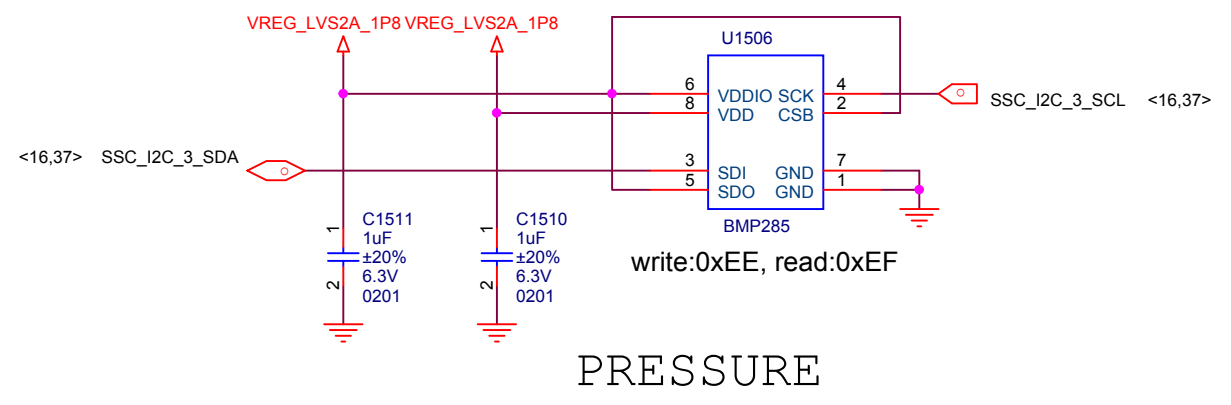 VREG_LVS2A_1P8 VREG_LVS2A_1P8
U1506
6 VDDIO SCK 4
8 VDD CSB 2
SSC_I2C_3_SCL <16,37>
<16,37> SSC_I2C_3_SDA
3 SDI GND 7
5 SDO GND 1
BMP285
write:0xEE, read:0xEF
1 C1511
1uF
±20%
6.3V
2 0201
1 C1510
1uF
±20%
6.3V
2 0201
PRESSURE